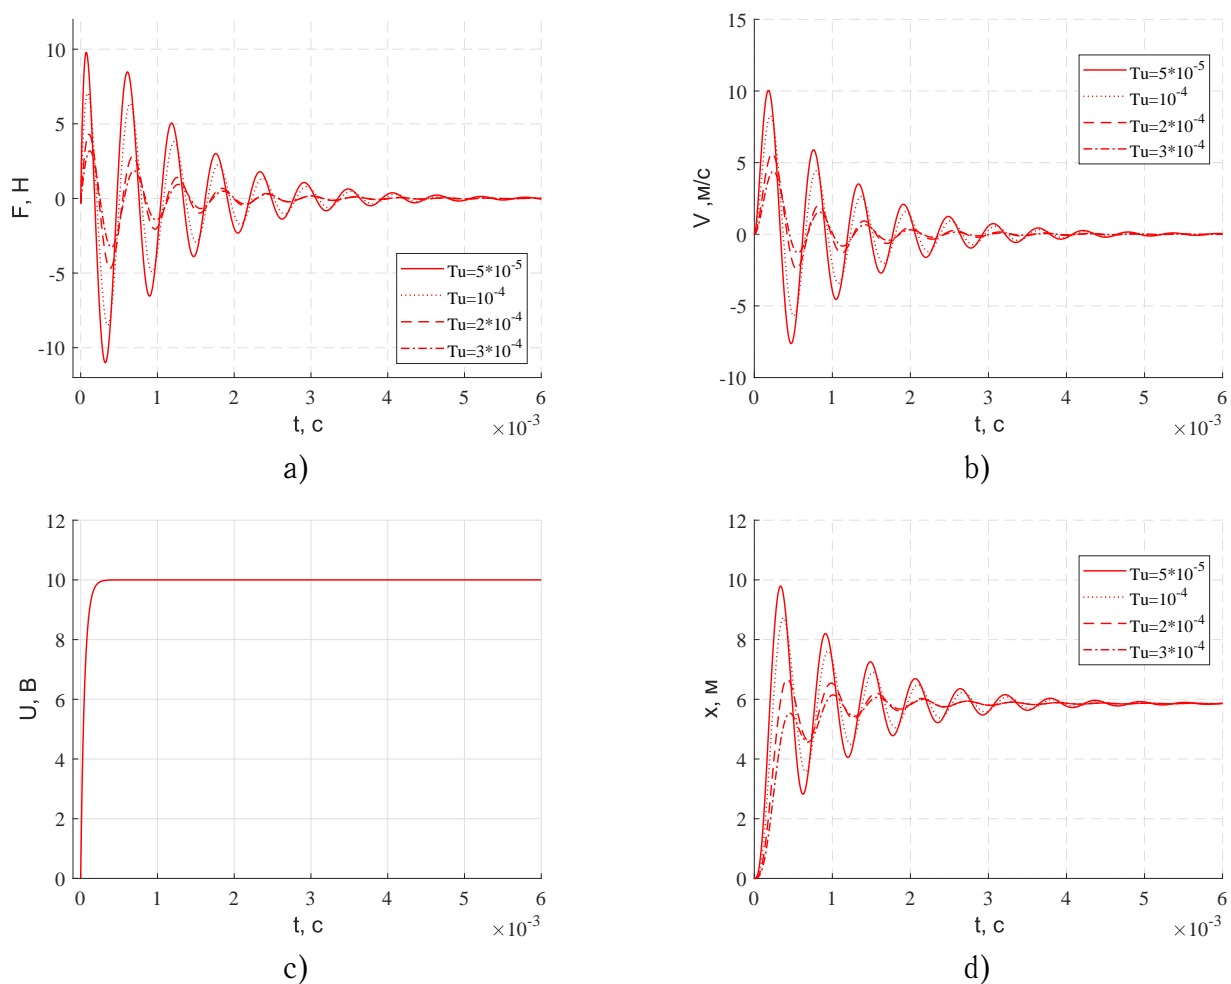 10
5
0
-5
-10
F, Н
Tu=5*10⁻⁵
Tu=10⁻⁴
Tu=2*10⁻⁴
Tu=3*10⁻⁴
0 1 2 3 4 5 6
t, с
×10⁻³
a)
15
10
5
0
-5
-10
V ,м/с
Tu=5*10⁻⁵
Tu=10⁻⁴
Tu=2*10⁻⁴
Tu=3*10⁻⁴
0 1 2 3 4 5 6
t, с
×10⁻³
b)
12
10
8
6
4
2
0
U, В
0 1 2 3 4 5 6
t, с
×10⁻³
c)
12
10
8
6
4
2
0
x, м
Tu=5*10⁻⁵
Tu=10⁻⁴
Tu=2*10⁻⁴
Tu=3*10⁻⁴
0 1 2 3 4 5 6
t, с
×10⁻³
d)